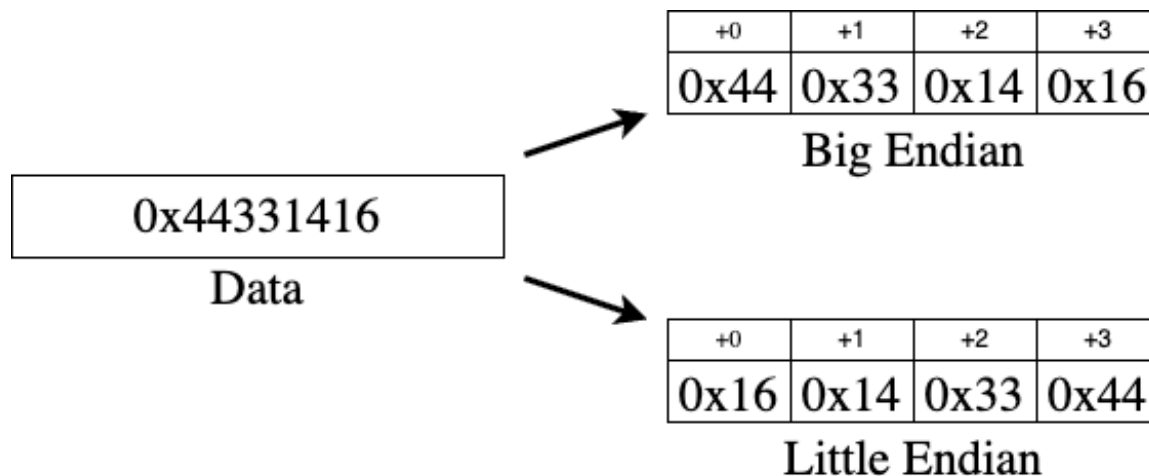 +0 +1 +2 +3
0x44 0x33 0x14 0x16
Big Endian
0x44331416
Data
+0 +1 +2 +3
0x16 0x14 0x33 0x44
Little Endian